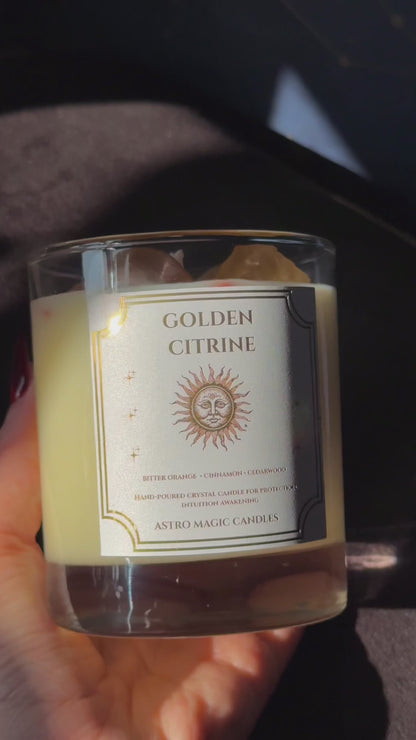 GOLDEN
CITRINE
BITTER ORANGE • CINNAMON • CEDARWOOD
HAND-POURED CRYSTAL CANDLE FOR PROTECTION
INTUITION AWAKENING
ASTRO MAGIC CANDLES